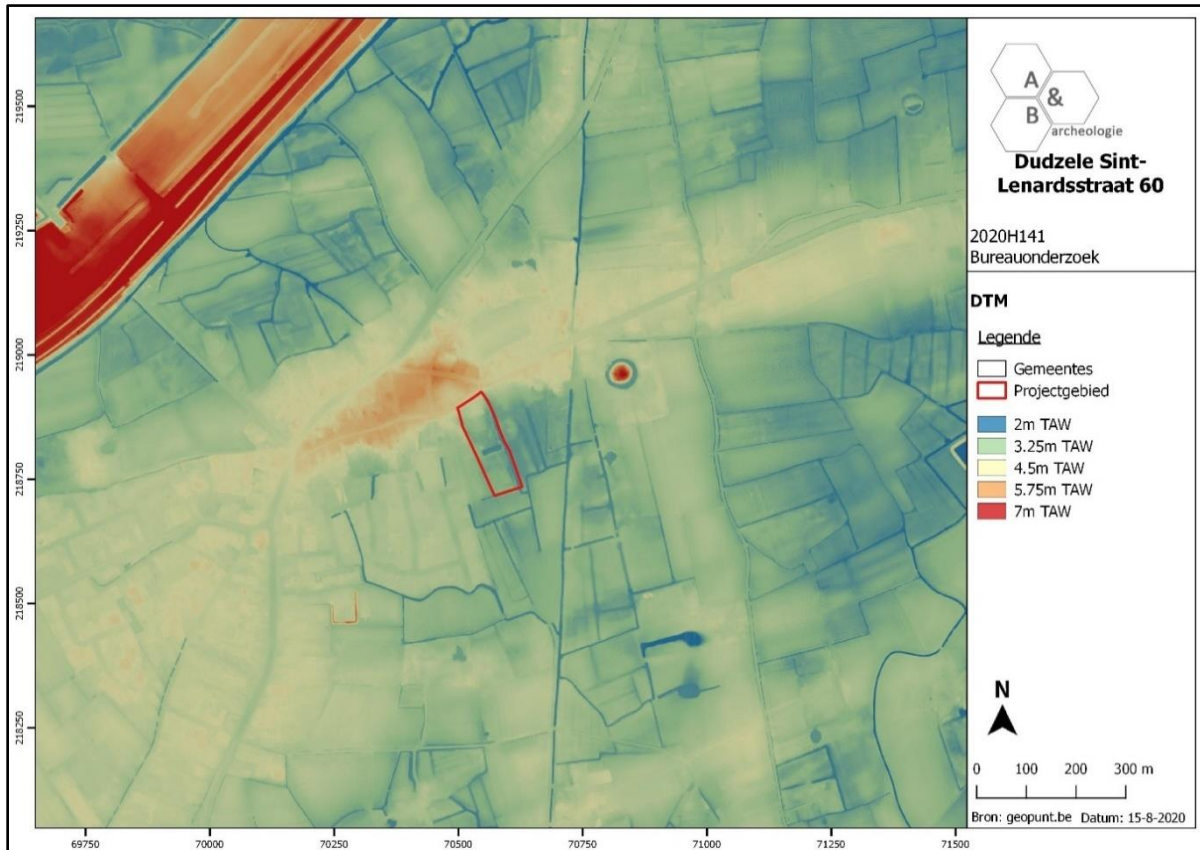 A
&
B
archeologie
Dudzele Sint-
Lenardsstraat 60
2020H141
Bureauonderzoek
DTM
Legende
Gemeentes
Projectgebied
2m TAW
3.25m TAW
4.5m TAW
5.75m TAW
7m TAW
N
0 100 200 300 m
Bron: geopunt.be Datum: 15-8-2020
219500
219250
219000
218750
218500
218250
69750 70000 70250 70500 70750 71000 71250 71500